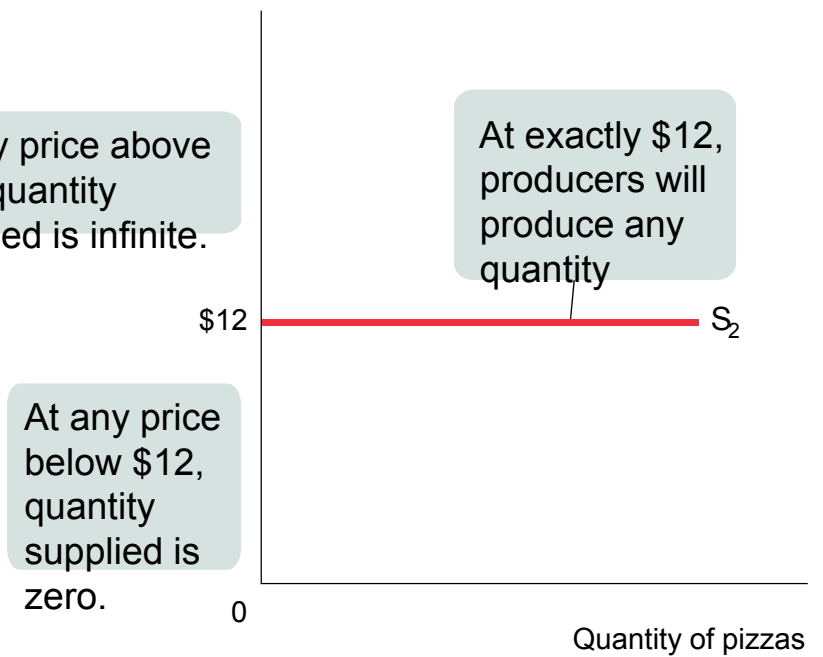 price above
quantity
is infinite.
At exactly $12,
producers will
produce any
quantity
$12
S2
At any price
below $12,
quantity
supplied is
zero.
0
Quantity of pizzas